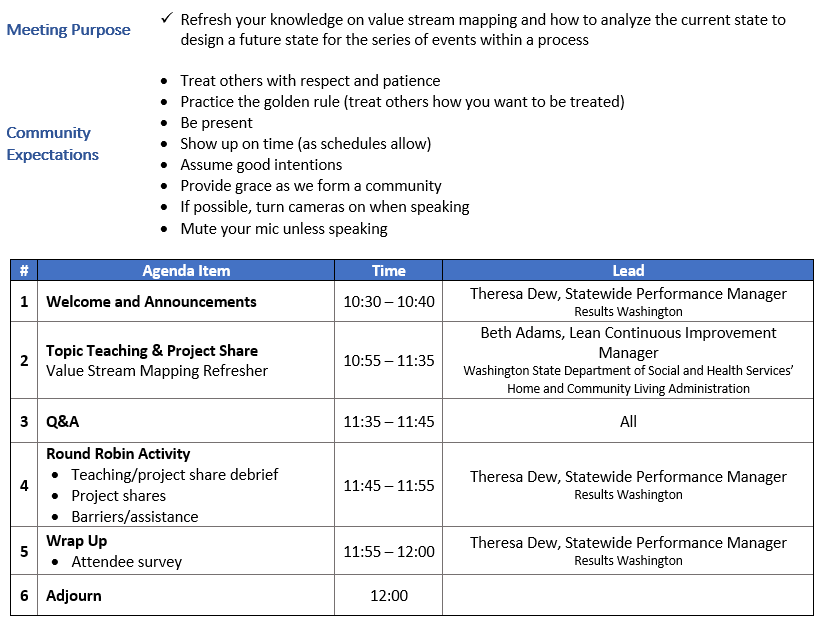 Meeting Purpose
✓ Refresh your knowledge on value stream mapping and how to analyze the current state to
design a future state for the series of events within a process
Community
Expectations
• Treat others with respect and patience
• Practice the golden rule (treat others how you want to be treated)
• Be present
• Show up on time (as schedules allow)
• Assume good intentions
• Provide grace as we form a community
• If possible, turn cameras on when speaking
• Mute your mic unless speaking
# Agenda Item Time Lead
1 Welcome and Announcements 10:30 – 10:40 Theresa Dew, Statewide Performance Manager
Results Washington
2 Topic Teaching & Project Share
Value Stream Mapping Refresher
10:55 – 11:35
Beth Adams, Lean Continuous Improvement
Manager
Washington State Department of Social and Health Services’
Home and Community Living Administration
3 Q&A 11:35 – 11:45 All
4 Round Robin Activity
• Teaching/project share debrief
• Project shares
• Barriers/assistance
11:45 – 11:55
Theresa Dew, Statewide Performance Manager
Results Washington
5 Wrap Up
• Attendee survey
11:55 – 12:00
Theresa Dew, Statewide Performance Manager
Results Washington
6 Adjourn 12:00